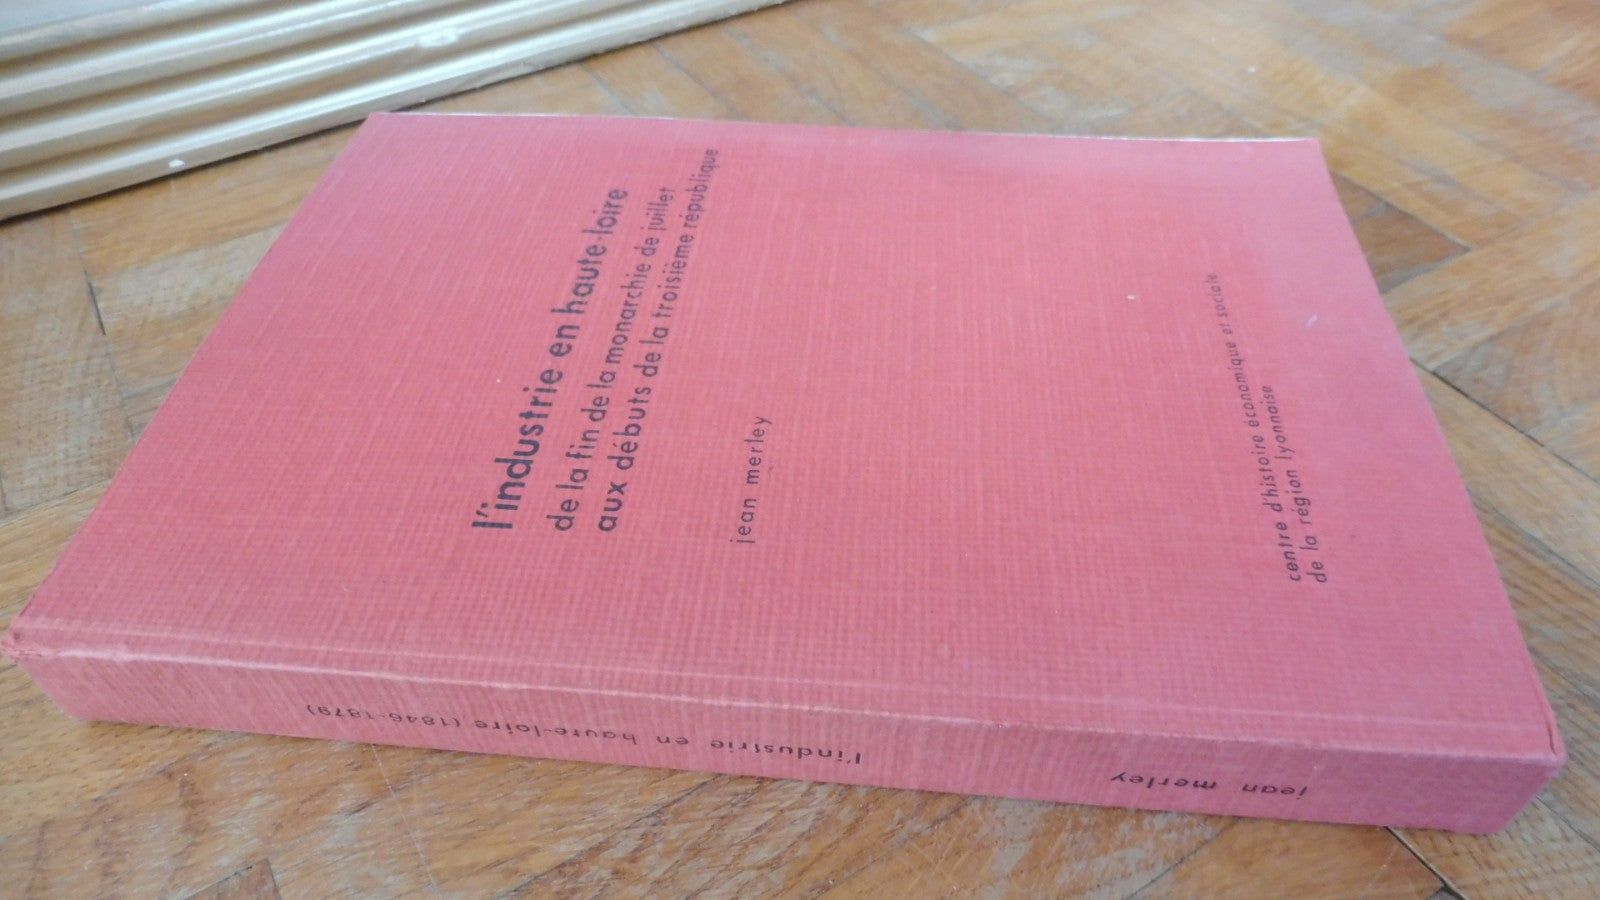 l'industrie en haute-loire
de la fin de la monarchie de juillet
aux débuts de la troisième république
jean merley
centre d'histoire économique et sociale
de la région lyonnaise
jean merley
l'industrie en haute-loire (1846-1879)